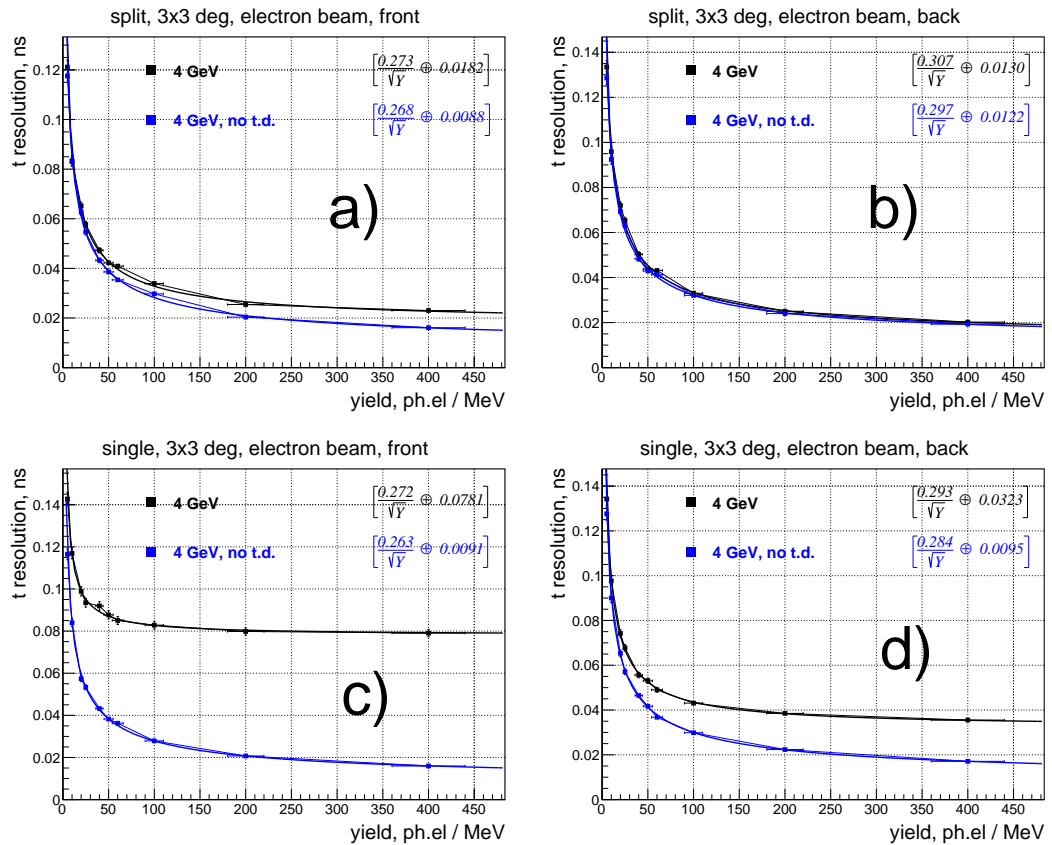 split, 3x3 deg, electron beam, front
t resolution, ns
0.12
0.1
0.08
0.06
0.04
0.02
0
4 GeV
[0.273/√Y ⊕ 0.0182]
4 GeV, no t.d.
[0.268/√Y ⊕ 0.0088]
a)
0 50 100 150 200 250 300 350 400 450
yield, ph.el / MeV
split, 3x3 deg, electron beam, back
t resolution, ns
0.14
0.12
0.1
0.08
0.06
0.04
0.02
0
4 GeV
[0.307/√Y ⊕ 0.0130]
4 GeV, no t.d.
[0.297/√Y ⊕ 0.0122]
b)
0 50 100 150 200 250 300 350 400 450
yield, ph.el / MeV
single, 3x3 deg, electron beam, front
t resolution, ns
0.14
0.12
0.1
0.08
0.06
0.04
0.02
0
4 GeV
[0.272/√Y ⊕ 0.0781]
4 GeV, no t.d.
[0.263/√Y ⊕ 0.0091]
c)
0 50 100 150 200 250 300 350 400 450
yield, ph.el / MeV
single, 3x3 deg, electron beam, back
t resolution, ns
0.14
0.12
0.1
0.08
0.06
0.04
0.02
0
4 GeV
[0.293/√Y ⊕ 0.0323]
4 GeV, no t.d.
[0.284/√Y ⊕ 0.0095]
d)
0 50 100 150 200 250 300 350 400 450
yield, ph.el / MeV